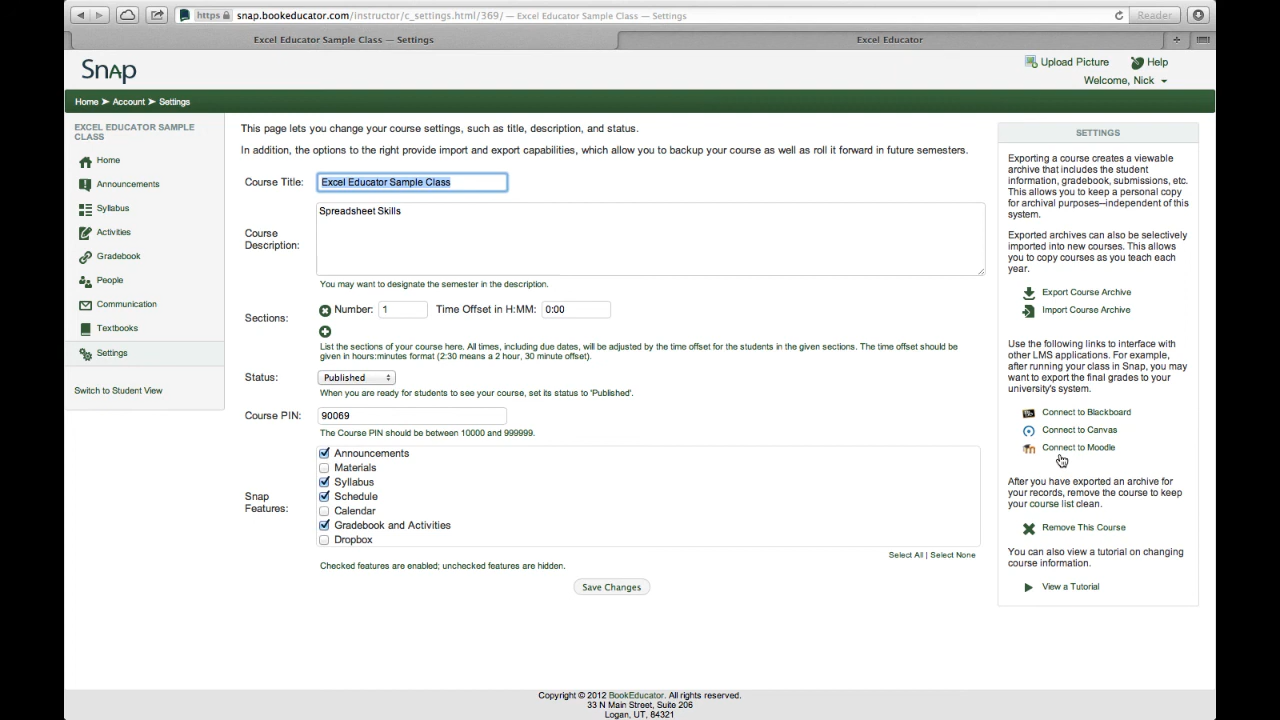 https snap.bookeducator.com/instructor/c_settings.html/369/ — Excel Educator Sample Class — Settings
Reader
Excel Educator Sample Class — Settings
Excel Educator
Snap
Upload Picture
Help
Welcome, Nick
Home ➤ Account ➤ Settings
EXCEL EDUCATOR SAMPLE
CLASS
Home
Announcements
Syllabus
Activities
Gradebook
People
Communication
Textbooks
Settings
Switch to Student View
This page lets you change your course settings, such as title, description, and status.
In addition, the options to the right provide import and export capabilities, which allow you to backup your course as well as roll it forward in future semesters.
Course Title: Excel Educator Sample Class
Course
Description:
Spreadsheet Skills
You may want to designate the semester in the description.
Sections:
Number: 1 Time Offset in H:MM: 0:00
List the sections of your course here. All times, including due dates, will be adjusted by the time offset for the students in the given sections. The time offset should be
given in hours:minutes format (2:30 means a 2 hour, 30 minute offset).
Status: Published
When you are ready for students to see your course, set its status to 'Published'.
Course PIN: 90069
The Course PIN should be between 10000 and 999999.
Snap
Features:
Announcements
Materials
Syllabus
Schedule
Calendar
Gradebook and Activities
Dropbox
Select All | Select None
Checked features are enabled; unchecked features are hidden.
Save Changes
SETTINGS
Exporting a course creates a viewable
archive that includes the student
information, gradebook, submissions, etc.
This allows you to keep a personal copy
for archival purposes—independent of this
system.
Exported archives can also be selectively
imported into new courses. This allows
you to copy courses as you teach each
year.
Export Course Archive
Import Course Archive
Use the following links to interface with
other LMS applications. For example,
after running your class in Snap, you may
want to export the final grades to your
university's system.
Connect to Blackboard
Connect to Canvas
Connect to Moodle
After you have exported an archive for
your records, remove the course to keep
your course list clean.
Remove This Course
You can also view a tutorial on changing
course information.
View a Tutorial
Copyright © 2012 BookEducator. All rights reserved.
33 N Main Street, Suite 206
Logan, UT, 84321